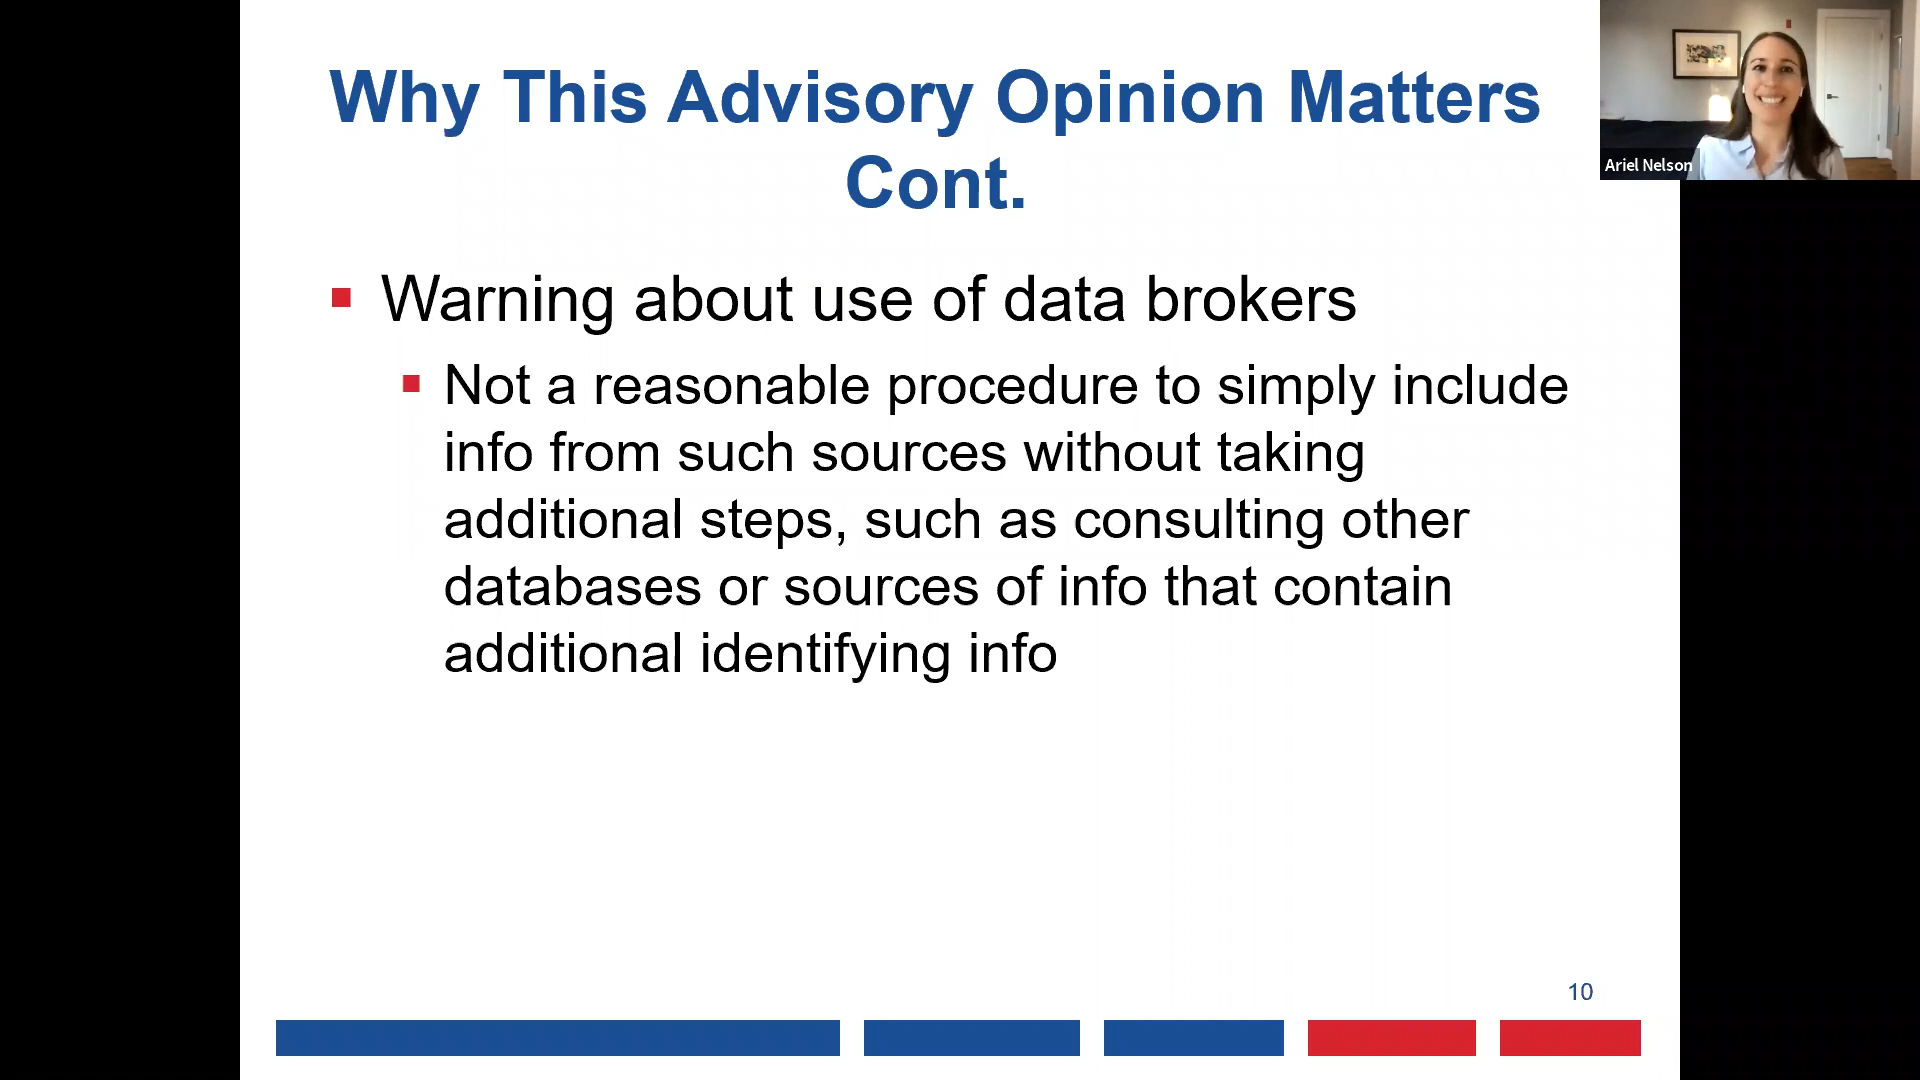 Why This Advisory Opinion Matters
Cont.
Ariel Nelson
Warning about use of data brokers
Not a reasonable procedure to simply include
info from such sources without taking
additional steps, such as consulting other
databases or sources of info that contain
additional identifying info
10